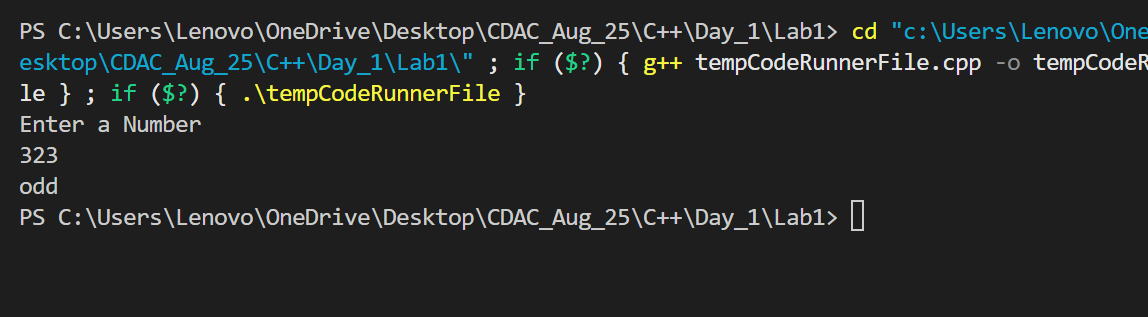 PS C:\Users\Lenovo\OneDrive\Desktop\CDAC_Aug_25\C++\Day_1\Lab1> cd "c:\Users\Lenovo\One
esktop\CDAC_Aug_25\C++\Day_1\Lab1\" ; if ($?) { g++ tempCodeRunnerFile.cpp -o tempCodeR
le } ; if ($?) { .\tempCodeRunnerFile }
Enter a Number
323
odd
PS C:\Users\Lenovo\OneDrive\Desktop\CDAC_Aug_25\C++\Day_1\Lab1>